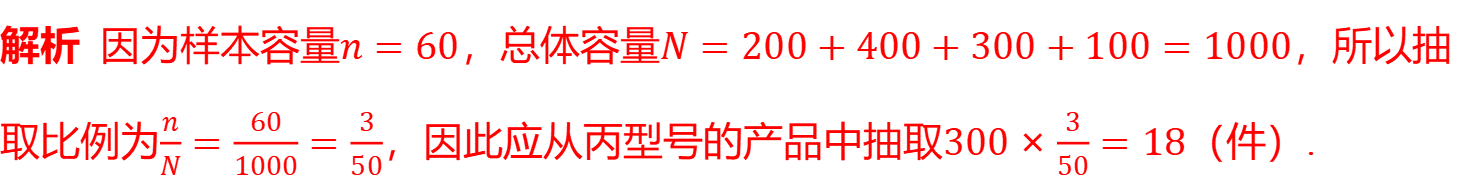 解析 因为样本容量n = 60，总体容量N = 200 + 400 + 300 + 100 = 1000，所以抽
取比例为n/N = 60/1000 = 3/50，因此应从丙型号的产品中抽取300 × 3/50 = 18（件）.